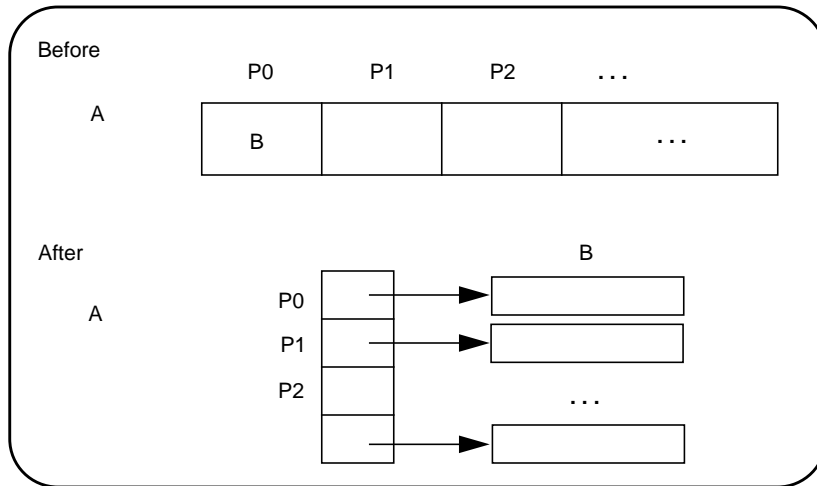 Before
P0 P1 P2 ...
A
B ...
After B
P0
A
P1
P2
...